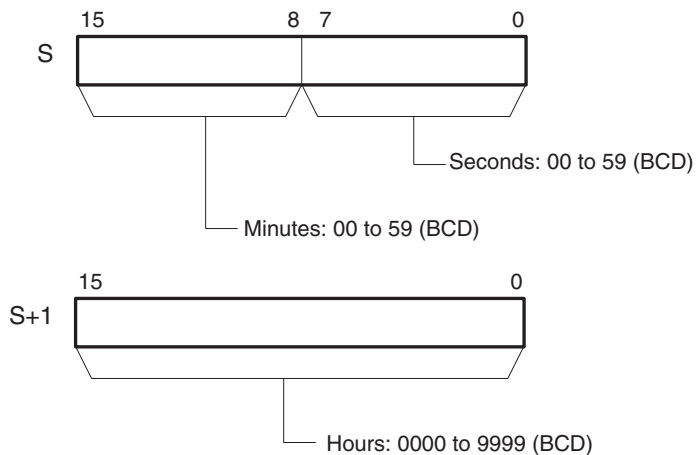 15 8 7 0
S
Seconds: 00 to 59 (BCD)
Minutes: 00 to 59 (BCD)
15 0
S+1
Hours: 0000 to 9999 (BCD)